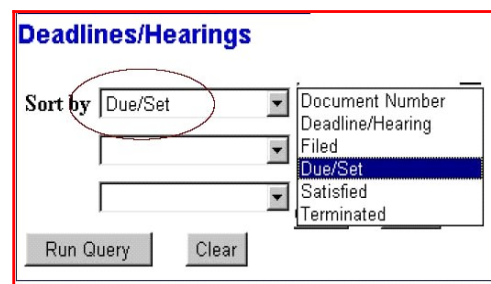 Deadlines/Hearings
Sort by Due/Set
Document Number
Deadline/Hearing
Filed
Due/Set
Satisfied
Terminated
Run Query Clear